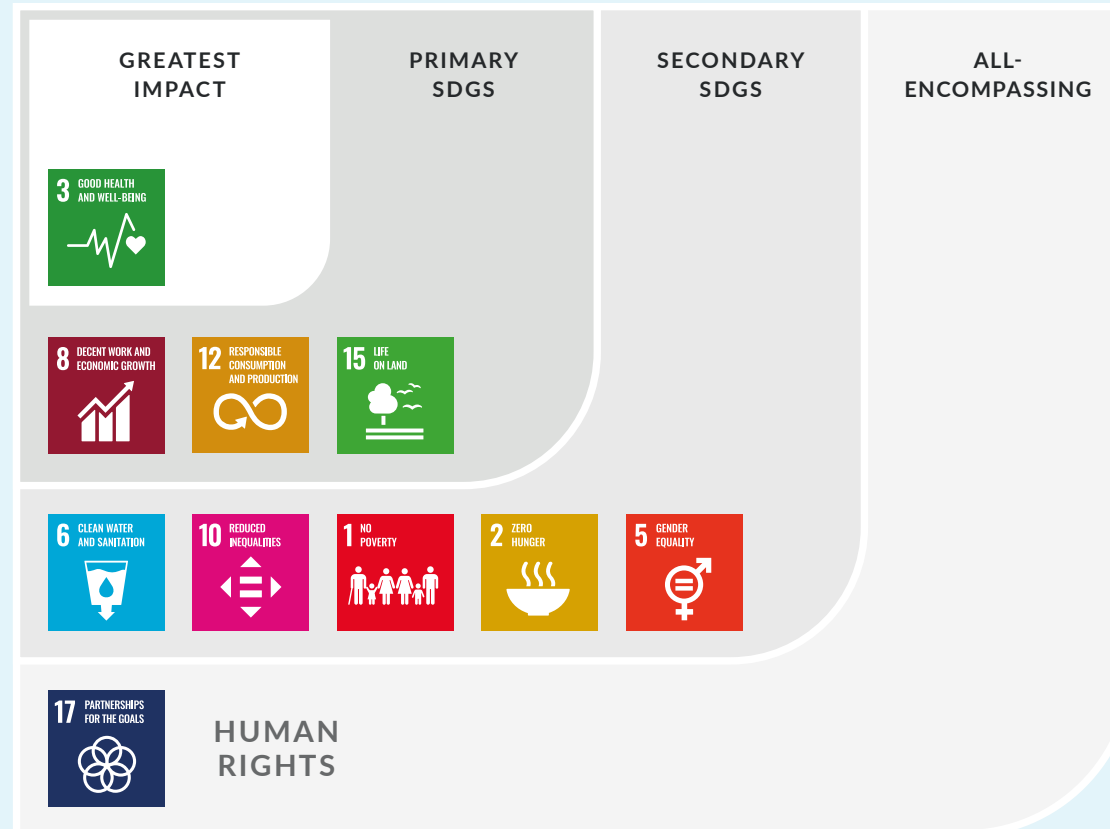 GREATEST
IMPACT
PRIMARY
SDGS
SECONDARY
SDGS
ALL-
ENCOMPASSING
3 GOOD HEALTH
AND WELL-BEING
8 DECENT WORK AND
ECONOMIC GROWTH
12 RESPONSIBLE
CONSUMPTION
AND PRODUCTION
15 LIFE
ON LAND
6 CLEAN WATER
AND SANITATION
10 REDUCED
INEQUALITIES
1 NO
POVERTY
2 ZERO
HUNGER
5 GENDER
EQUALITY
17 PARTNERSHIPS
FOR THE GOALS
HUMAN
RIGHTS